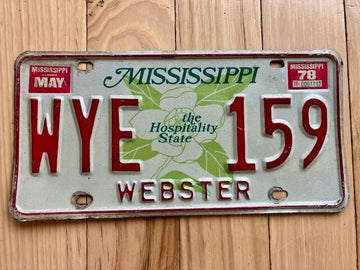 MISSISSIPPI
MAY
MISSISSIPPI
MISSISSIPPI
78
WYE 159
the
Hospitality
State
WEBSTER